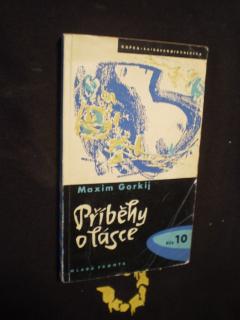 Maxim Gorkij
Příběhy
o lásce
Kčs 10
MLADÁ FRONTA